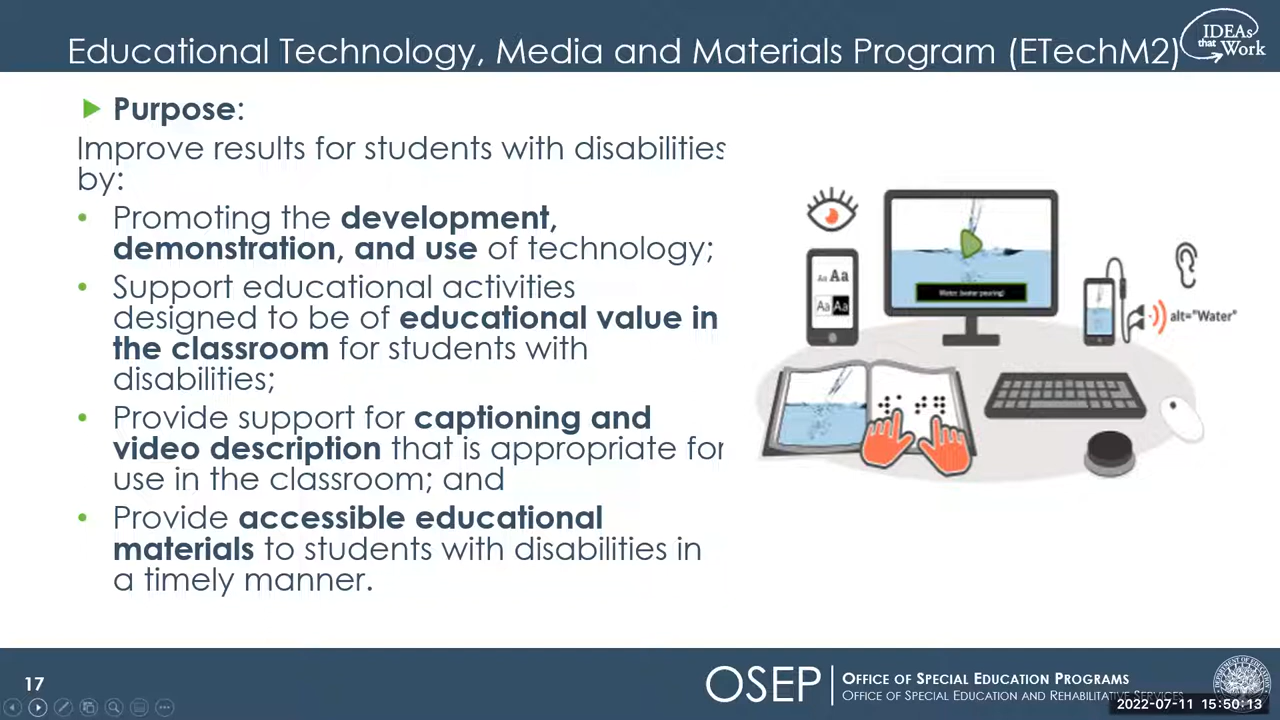 Educational Technology, Media and Materials Program (ETechM2)
IDEAs
that Work
Purpose:
Improve results for students with disabilities
by:
• Promoting the development,
demonstration, and use of technology;
• Support educational activities
designed to be of educational value in
the classroom for students with
disabilities;
• Provide support for captioning and
video description that is appropriate for
use in the classroom; and
• Provide accessible educational
materials to students with disabilities in
a timely manner.
Aa Aa
Aa Aa
Water (water pouring)
alt="Water"
17
OSEP
OFFICE OF SPECIAL EDUCATION PROGRAMS
OFFICE OF SPECIAL EDUCATION AND REHABILITATIVE SERVICES
2022-07-11 15:50:13